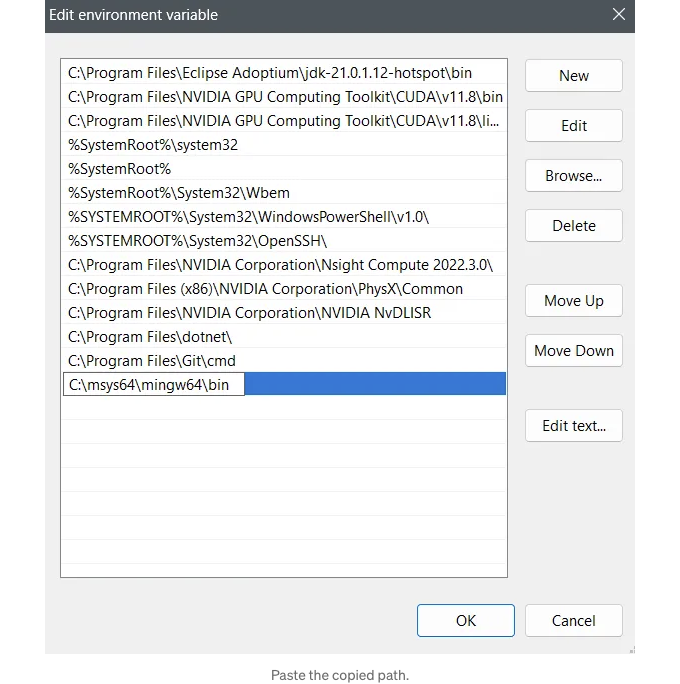 Edit environment variable
C:\Program Files\Eclipse Adoptium\jdk-21.0.1.12-hotspot\bin
C:\Program Files\NVIDIA GPU Computing Toolkit\CUDA\v11.8\bin
C:\Program Files\NVIDIA GPU Computing Toolkit\CUDA\v11.8\li...
%SystemRoot%\system32
%SystemRoot%
%SystemRoot%\System32\Wbem
%SYSTEMROOT%\System32\WindowsPowerShell\v1.0\
%SYSTEMROOT%\System32\OpenSSH\
C:\Program Files\NVIDIA Corporation\Nsight Compute 2022.3.0\
C:\Program Files (x86)\NVIDIA Corporation\PhysX\Common
C:\Program Files\NVIDIA Corporation\NVIDIA NvDLISR
C:\Program Files\dotnet\
C:\Program Files\Git\cmd
C:\msys64\mingw64\bin
New
Edit
Browse...
Delete
Move Up
Move Down
Edit text...
OK
Cancel
Paste the copied path.